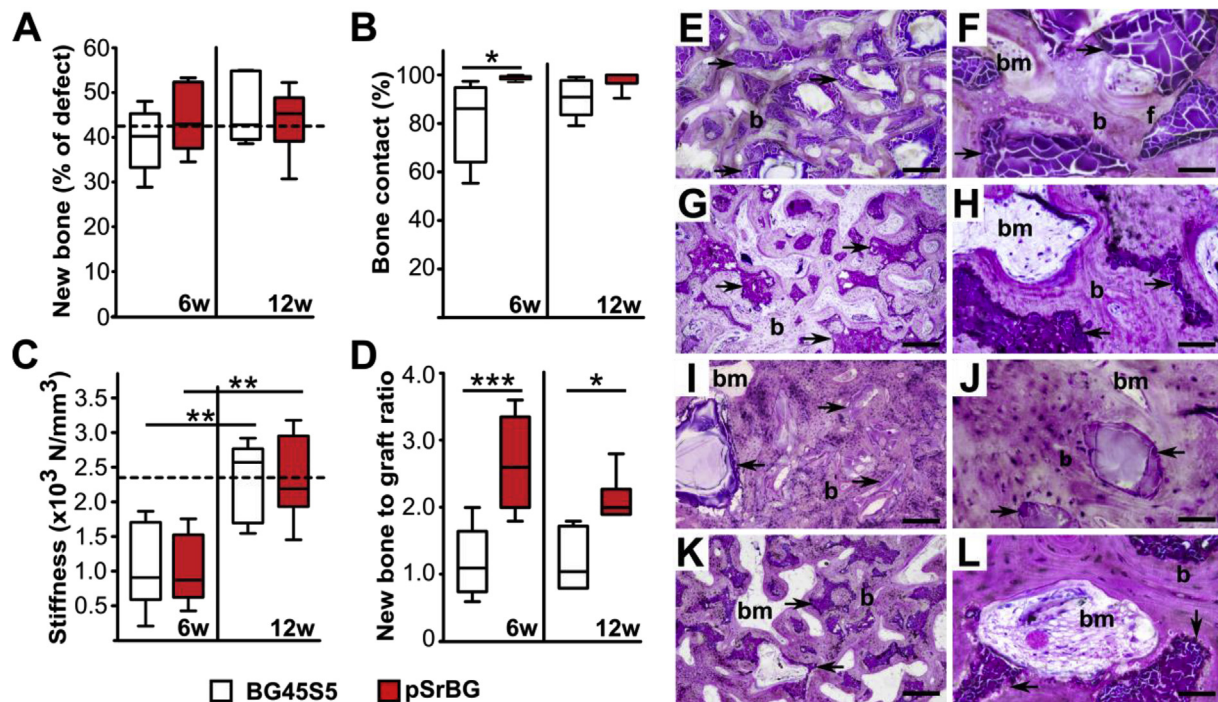 A
New bone (% of defect)
60
50
40
30
20
10
0
6w
12w
B
Bone contact (%)
100
80
60
40
20
*
6w
12w
C
Stiffness (x10³ N/mm³)
3.5
3.0
2.5
2.0
1.5
1.0
0.5
**
**
6w
12w
D
New bone to graft ratio
4.0
3.0
2.0
1.0
0
***
*
6w
12w
BG45S5
pSrBG
E
b
F
bm
b
f
G
b
H
bm
b
I
bm
b
J
bm
b
K
bm
b
L
b
bm